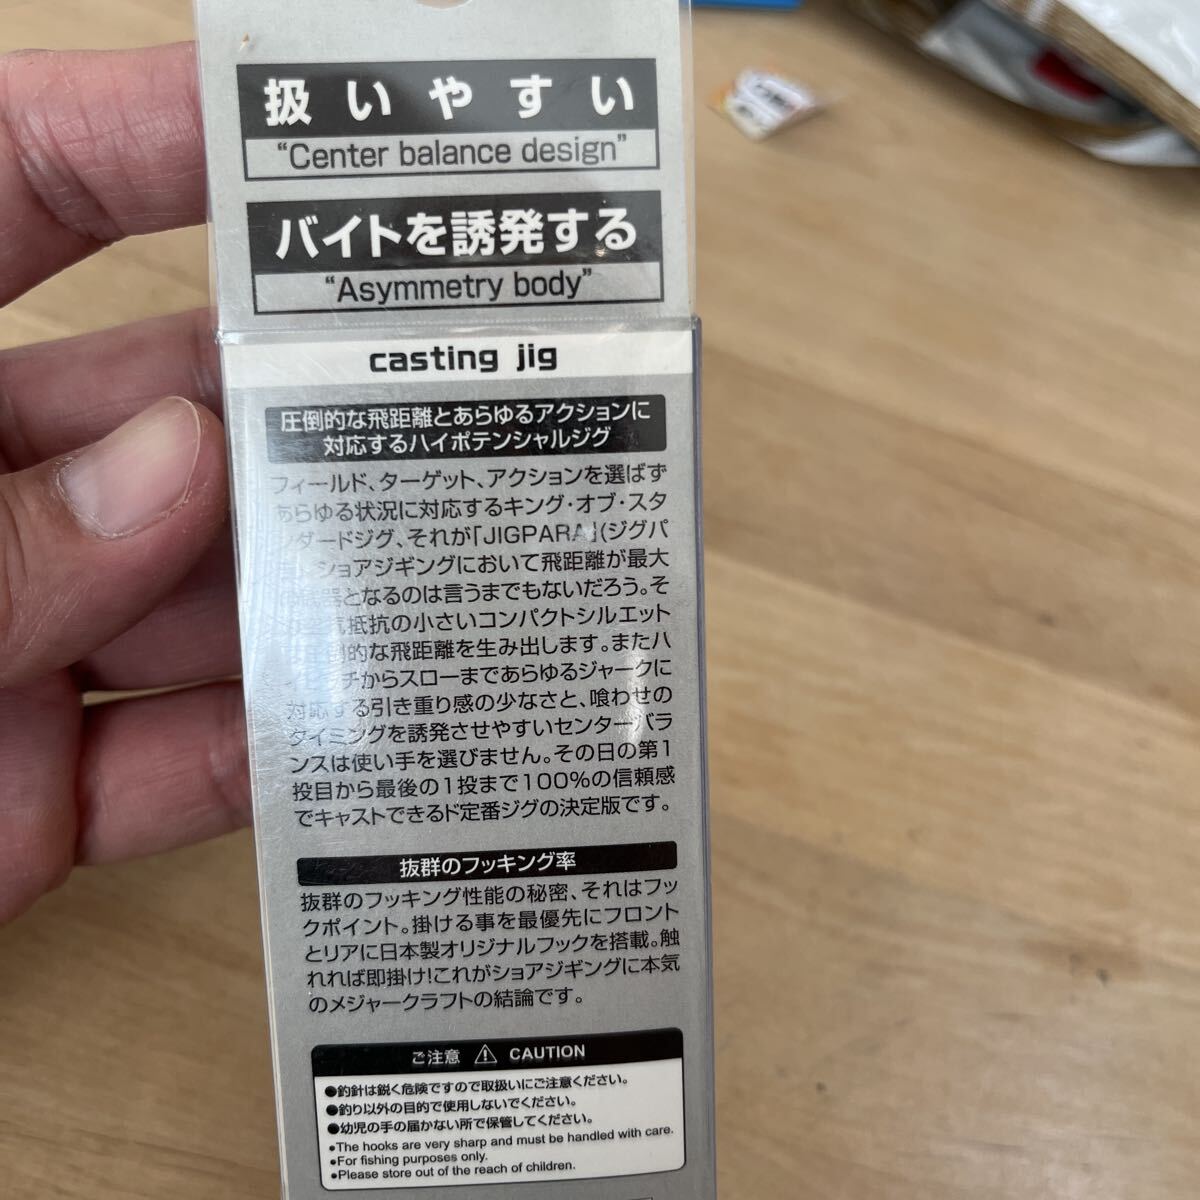 扱いやすい
"Center balance design"
バイトを誘発する
"Asymmetry body"
casting jig
圧倒的な飛距離とあらゆるアクションに
対応するハイポテンシャルジグ
フィールド、ターゲット、アクションを選ばず
あらゆる状況に対応するキング・オブ・スタ
ンダードジグ、それが「JIGPARA」(ジグパ
ショアジギングにおいて飛距離が最大
武器となるのは言うまでもないだろう。そ
気抵抗の小さいコンパクトシルエット
圧倒的な飛距離を生み出します。またハ
チからスローまであらゆるジャークに
対応する引き重り感の少なさと、喰わせの
タイミングを誘発させやすいセンターバラ
ンスは使い手を選びません。その日の第1
投目から最後の1投まで100%の信頼感
でキャストできるド定番ジグの決定版です。
抜群のフッキング率
抜群のフッキング性能の秘密、それはフッ
クポイント。掛ける事を最優先にフロント
とリアに日本製オリジナルフックを搭載。触
れれば即掛け!これがショアジギングに本気
のメジャークラフトの結論です。
ご注意 ⚠ CAUTION
●釣針は鋭く危険ですので取扱いにご注意ください。
●釣り以外の目的で使用しないでください。
●幼児の手の届かない所で保管してください。
●The hooks are very sharp and must be handled with care.
●For fishing purposes only.
●Please store out of the reach of children.